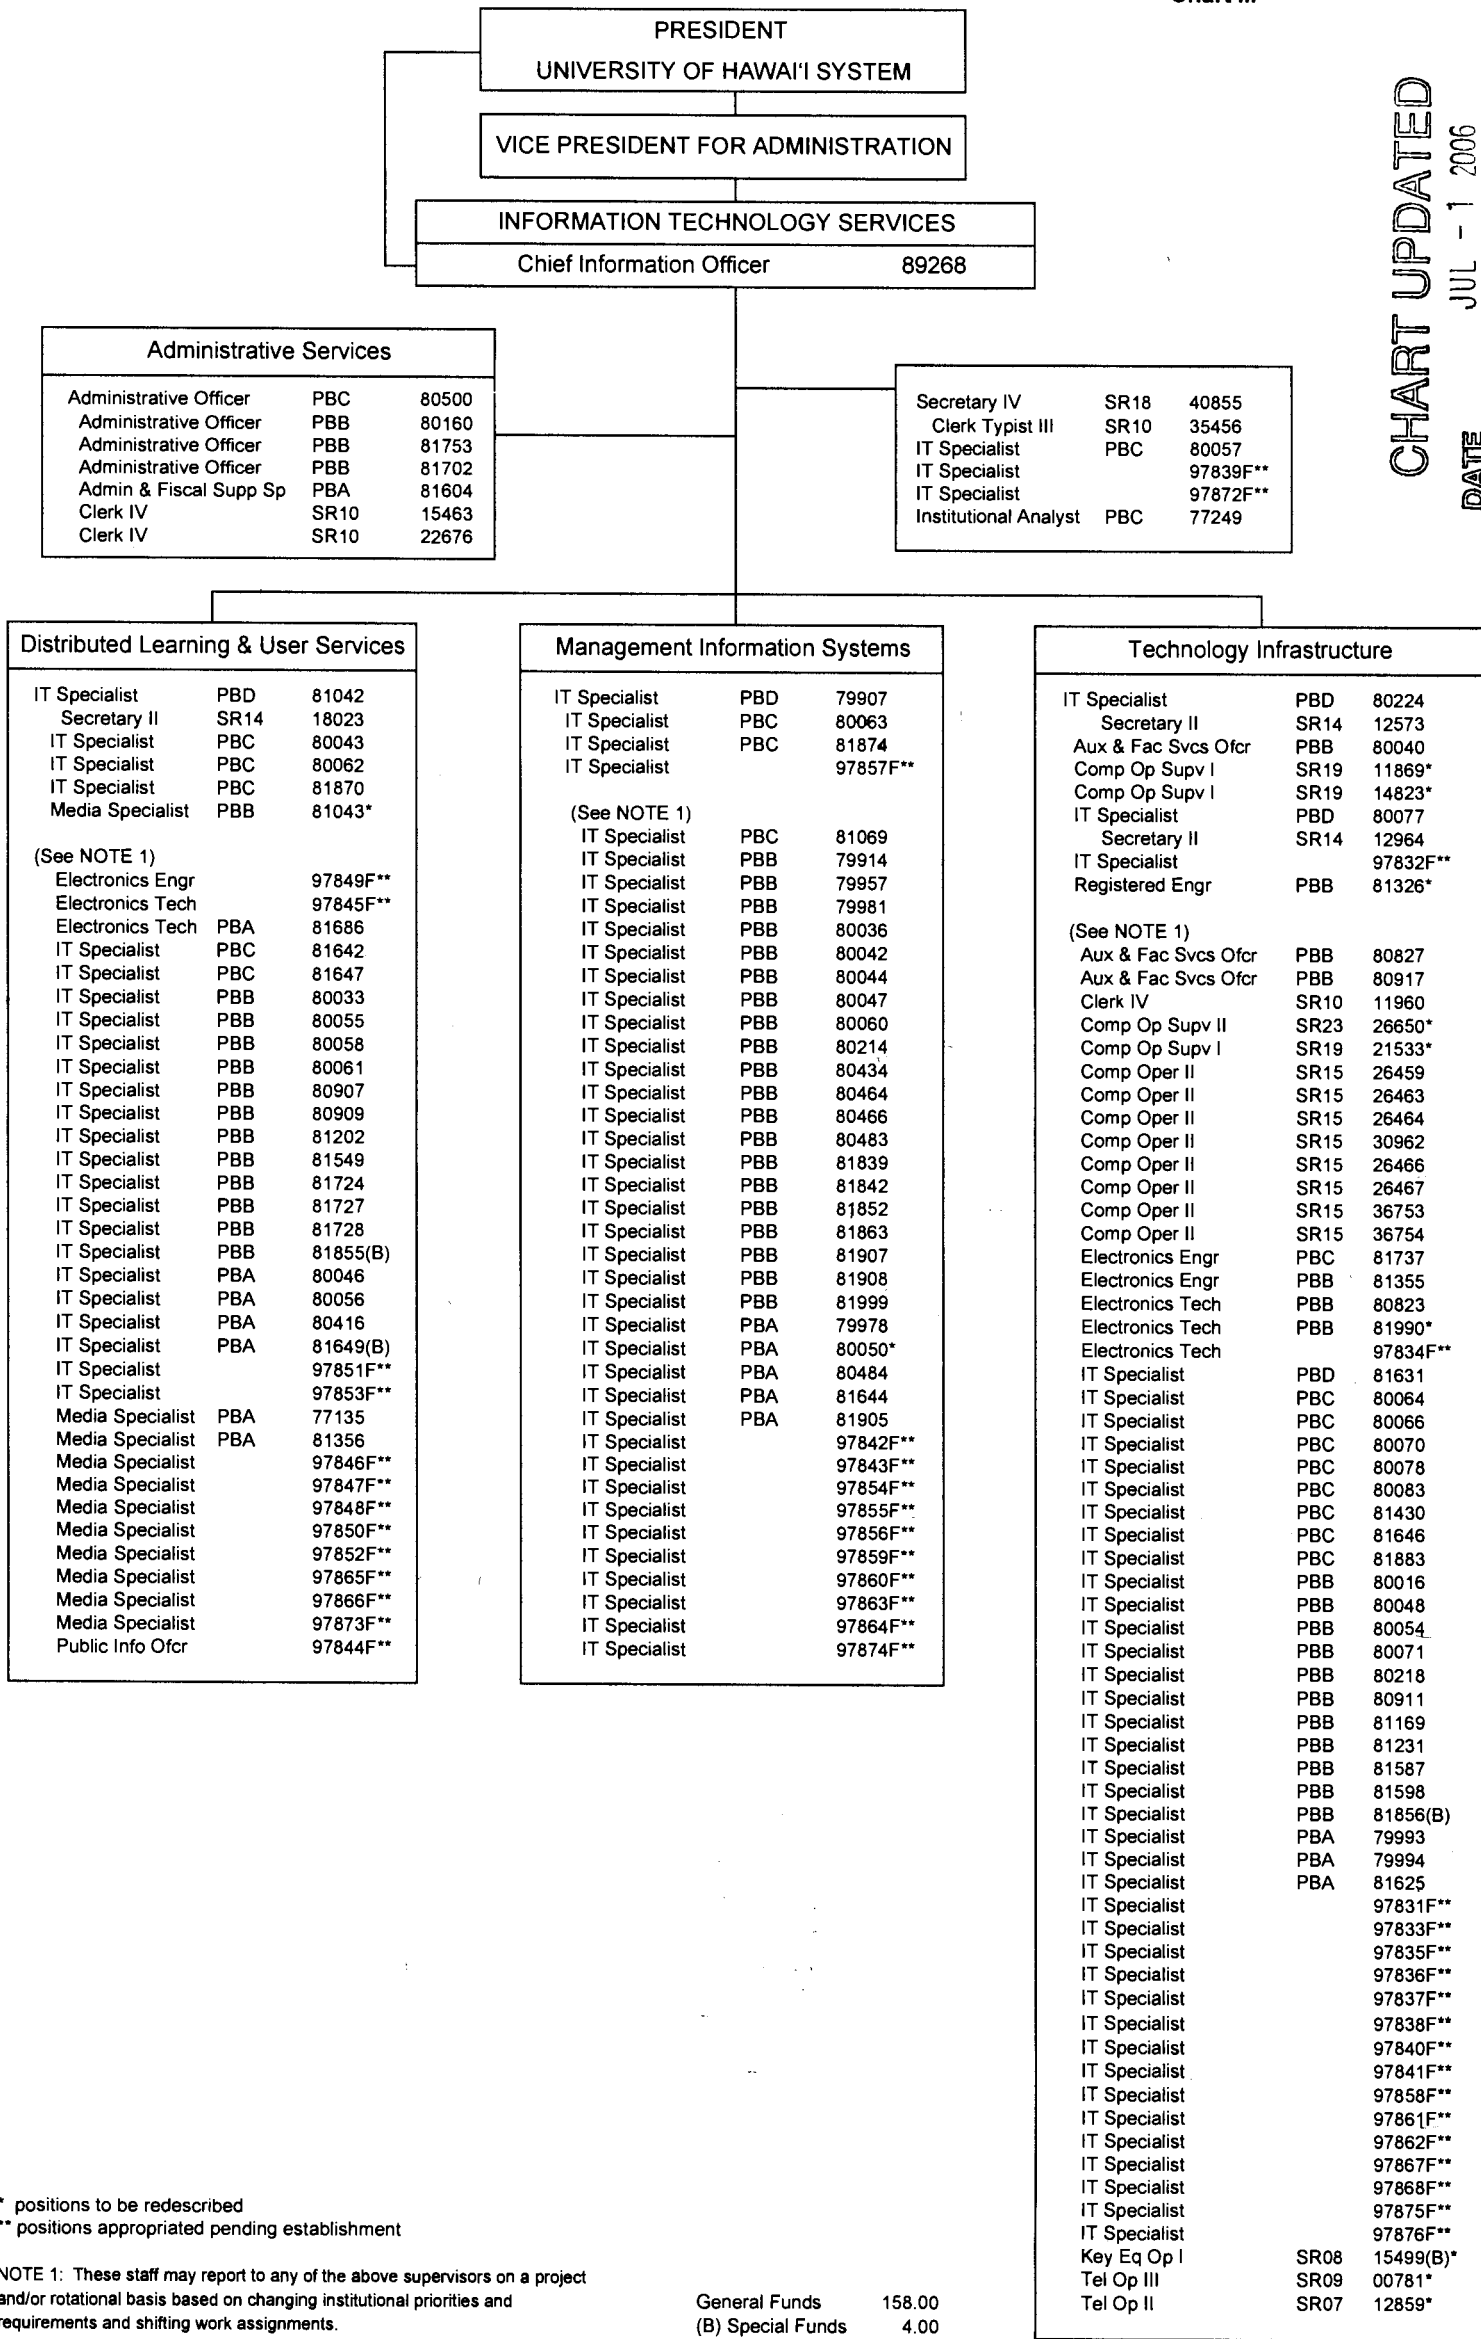 PRESIDENT
UNIVERSITY OF HAWAI'I SYSTEM
VICE PRESIDENT FOR ADMINISTRATION
INFORMATION TECHNOLOGY SERVICES
Chief Information Officer 89268
CHART UPDATED
DATE JUL - 1 2006
Administrative Services
Administrative Officer PBC 80500
Administrative Officer PBB 80160
Administrative Officer PBB 81753
Administrative Officer PBB 81702
Admin & Fiscal Supp Sp PBA 81604
Clerk IV SR10 15463
Clerk IV SR10 22676
Secretary IV SR18 40855
Clerk Typist III SR10 35456
IT Specialist PBC 80057
IT Specialist 97839F**
IT Specialist 97872F**
Institutional Analyst PBC 77249
Distributed Learning & User Services
IT Specialist PBD 81042
Secretary II SR14 18023
IT Specialist PBC 80043
IT Specialist PBC 80062
IT Specialist PBC 81870
Media Specialist PBB 81043*
(See NOTE 1)
Electronics Engr 97849F**
Electronics Tech 97845F**
Electronics Tech PBA 81686
IT Specialist PBC 81642
IT Specialist PBC 81647
IT Specialist PBB 80033
IT Specialist PBB 80055
IT Specialist PBB 80058
IT Specialist PBB 80061
IT Specialist PBB 80907
IT Specialist PBB 80909
IT Specialist PBB 81202
IT Specialist PBB 81549
IT Specialist PBB 81724
IT Specialist PBB 81727
IT Specialist PBB 81728
IT Specialist PBB 81855(B)
IT Specialist PBA 80046
IT Specialist PBA 80056
IT Specialist PBA 80416
IT Specialist PBA 81649(B)
IT Specialist 97851F**
IT Specialist 97853F**
Media Specialist PBA 77135
Media Specialist PBA 81356
Media Specialist 97846F**
Media Specialist 97847F**
Media Specialist 97848F**
Media Specialist 97850F**
Media Specialist 97852F**
Media Specialist 97865F**
Media Specialist 97866F**
Media Specialist 97873F**
Public Info Ofcr 97844F**
Management Information Systems
IT Specialist PBD 79907
IT Specialist PBC 80063
IT Specialist PBC 81874
IT Specialist 97857F**
(See NOTE 1)
IT Specialist PBC 81069
IT Specialist PBB 79914
IT Specialist PBB 79957
IT Specialist PBB 79981
IT Specialist PBB 80036
IT Specialist PBB 80042
IT Specialist PBB 80044
IT Specialist PBB 80047
IT Specialist PBB 80060
IT Specialist PBB 80214
IT Specialist PBB 80434
IT Specialist PBB 80464
IT Specialist PBB 80466
IT Specialist PBB 80483
IT Specialist PBB 81839
IT Specialist PBB 81842
IT Specialist PBB 81852
IT Specialist PBB 81863
IT Specialist PBB 81907
IT Specialist PBB 81908
IT Specialist PBB 81999
IT Specialist PBA 79978
IT Specialist PBA 80050*
IT Specialist PBA 80484
IT Specialist PBA 81644
IT Specialist PBA 81905
IT Specialist 97842F**
IT Specialist 97843F**
IT Specialist 97854F**
IT Specialist 97855F**
IT Specialist 97856F**
IT Specialist 97859F**
IT Specialist 97860F**
IT Specialist 97863F**
IT Specialist 97864F**
IT Specialist 97874F**
Technology Infrastructure
IT Specialist PBD 80224
Secretary II SR14 12573
Aux & Fac Svcs Ofcr PBB 80040
Comp Op Supv I SR19 11869*
Comp Op Supv I SR19 14823*
IT Specialist PBD 80077
Secretary II SR14 12964
IT Specialist 97832F**
Registered Engr PBB 81326*
(See NOTE 1)
Aux & Fac Svcs Ofcr PBB 80827
Aux & Fac Svcs Ofcr PBB 80917
Clerk IV SR10 11960
Comp Op Supv II SR23 26650*
Comp Op Supv I SR19 21533*
Comp Oper II SR15 26459
Comp Oper II SR15 26463
Comp Oper II SR15 26464
Comp Oper II SR15 30962
Comp Oper II SR15 26466
Comp Oper II SR15 26467
Comp Oper II SR15 36753
Comp Oper II SR15 36754
Electronics Engr PBC 81737
Electronics Engr PBB 81355
Electronics Tech PBB 80823
Electronics Tech PBB 81990*
Electronics Tech 97834F**
IT Specialist PBD 81631
IT Specialist PBC 80064
IT Specialist PBC 80066
IT Specialist PBC 80070
IT Specialist PBC 80078
IT Specialist PBC 80083
IT Specialist PBC 81430
IT Specialist PBC 81646
IT Specialist PBC 81883
IT Specialist PBB 80016
IT Specialist PBB 80048
IT Specialist PBB 80054
IT Specialist PBB 80071
IT Specialist PBB 80218
IT Specialist PBB 80911
IT Specialist PBB 81169
IT Specialist PBB 81231
IT Specialist PBB 81587
IT Specialist PBB 81598
IT Specialist PBB 81856(B)
IT Specialist PBA 79993
IT Specialist PBA 79994
IT Specialist PBA 81625
IT Specialist 97831F**
IT Specialist 97833F**
IT Specialist 97835F**
IT Specialist 97836F**
IT Specialist 97837F**
IT Specialist 97838F**
IT Specialist 97840F**
IT Specialist 97841F**
IT Specialist 97858F**
IT Specialist 97861F**
IT Specialist 97862F**
IT Specialist 97867F**
IT Specialist 97868F**
IT Specialist 97875F**
IT Specialist 97876F**
Key Eq Op I SR08 15499(B)*
Tel Op III SR09 00781*
Tel Op II SR07 12859*
* positions to be redescribed
** positions appropriated pending establishment
NOTE 1: These staff may report to any of the above supervisors on a project
and/or rotational basis based on changing institutional priorities and
requirements and shifting work assignments.
General Funds 158.00
(B) Special Funds 4.00